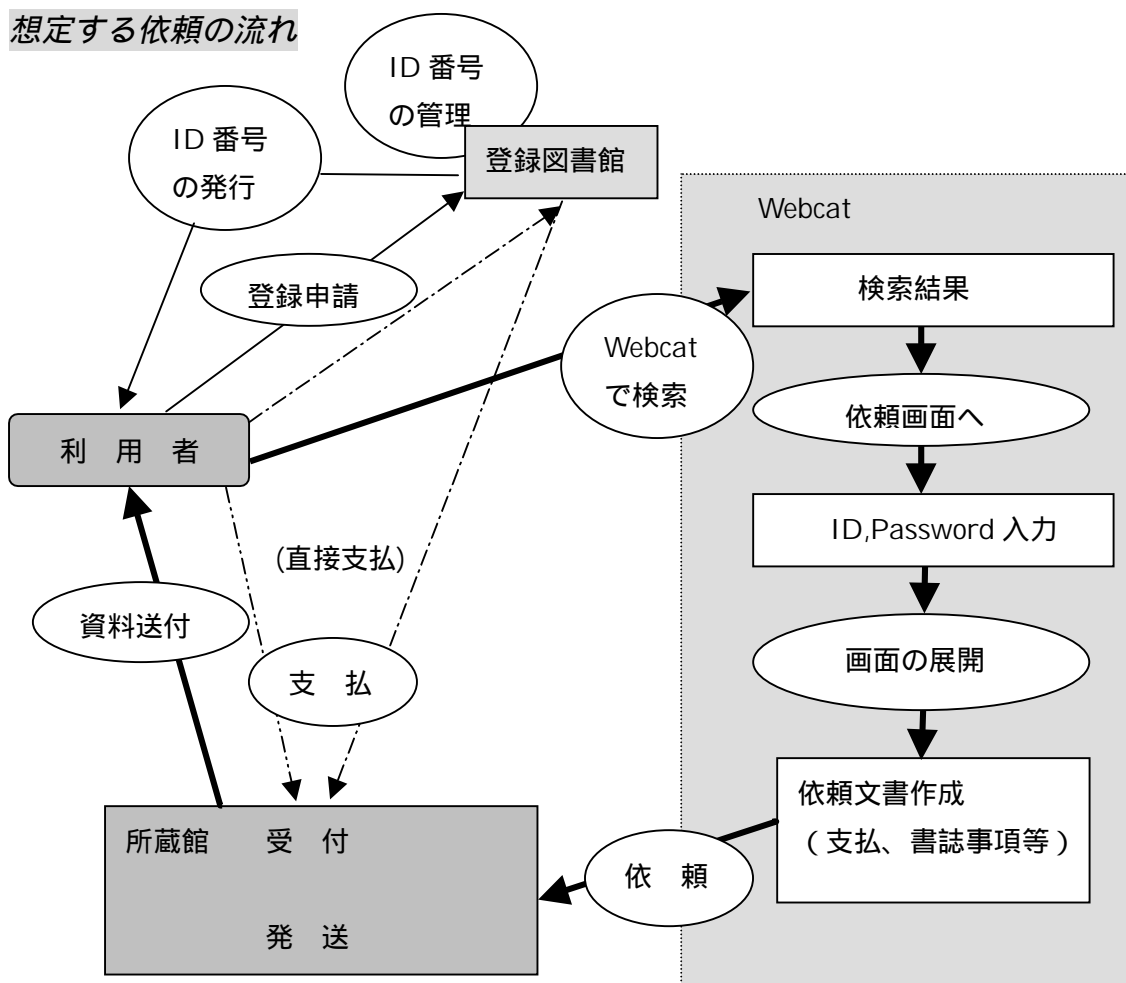 想定する依頼の流れ
ID 番号
の管理
ID 番号
の発行
登録図書館
登録申請
Webcat
検索結果
Webcat
で検索
依頼画面へ
利 用 者
ID,Password 入力
(直接支払)
資料送付
画面の展開
支 払
依頼文書作成
(支払、書誌事項等)
所蔵館 受 付
依 頼
発 送